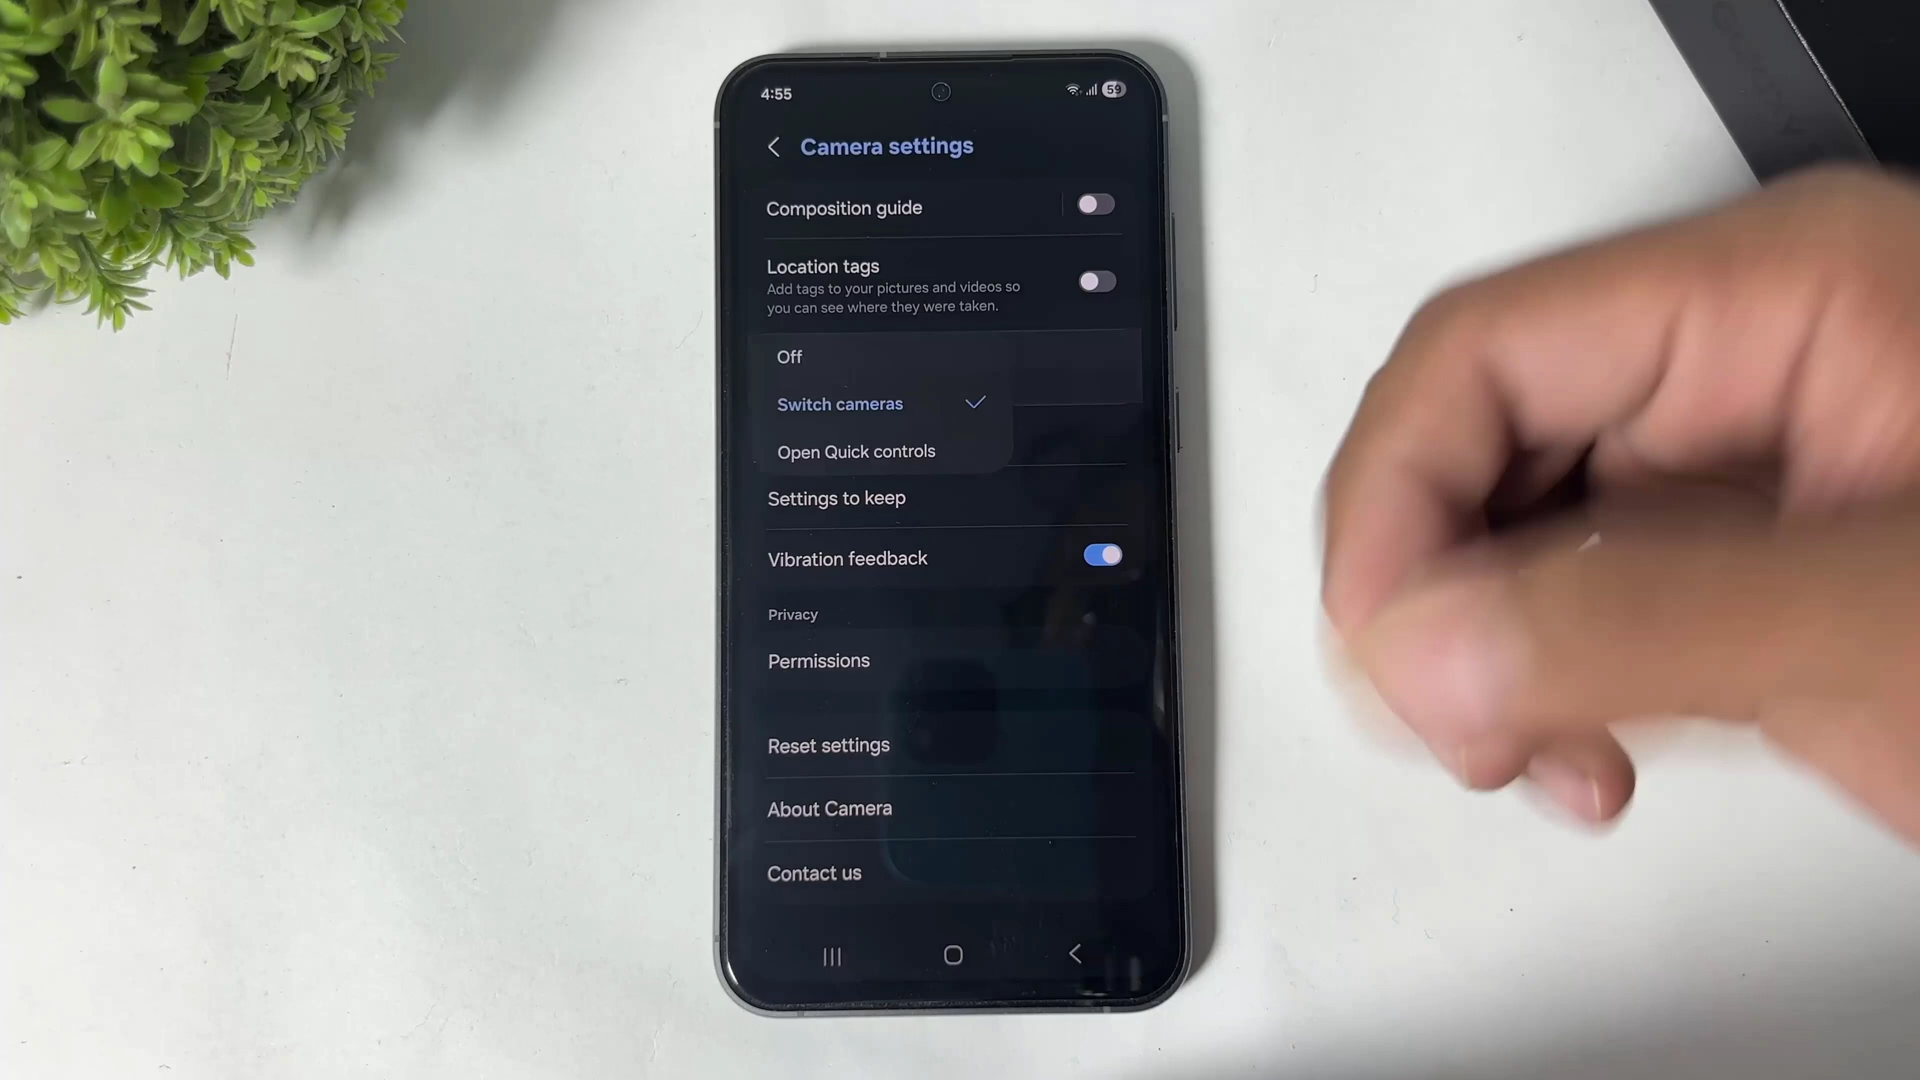 4:55
59
Camera settings
Composition guide
Location tags
Add tags to your pictures and videos so
you can see where they were taken.
Off
Switch cameras
Open Quick controls
Settings to keep
Vibration feedback
Privacy
Permissions
Reset settings
About Camera
Contact us